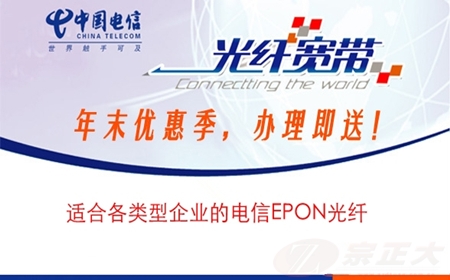 中国电信
CHINA TELECOM
世界触手可及
光纤宽带
Connectting the world
年末优惠季，办理即送！
适合各类型企业的电信EPON光纤
宗正大